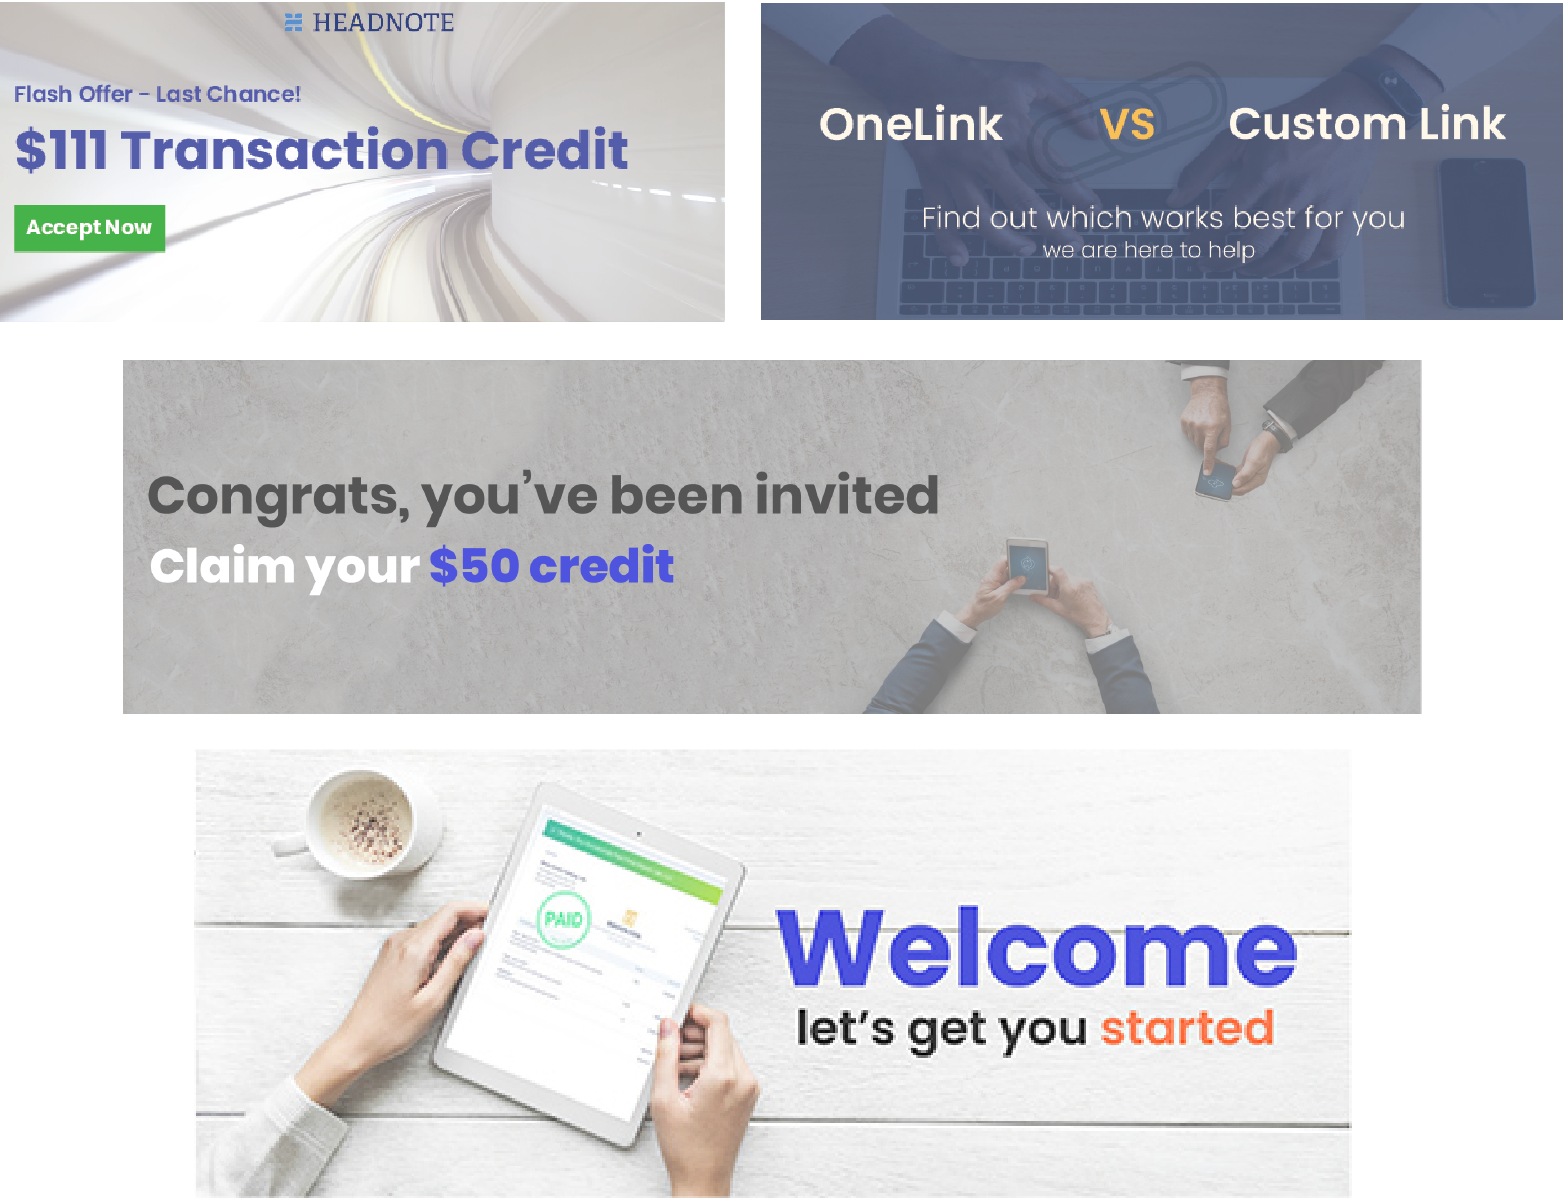 HEADNOTE
Flash Offer - Last Chance!
$111 Transaction Credit
Accept Now
OneLink VS Custom Link
Find out which works best for you
we are here to help
Congrats, you’ve been invited
Claim your $50 credit
PAID
Welcome
let’s get you started